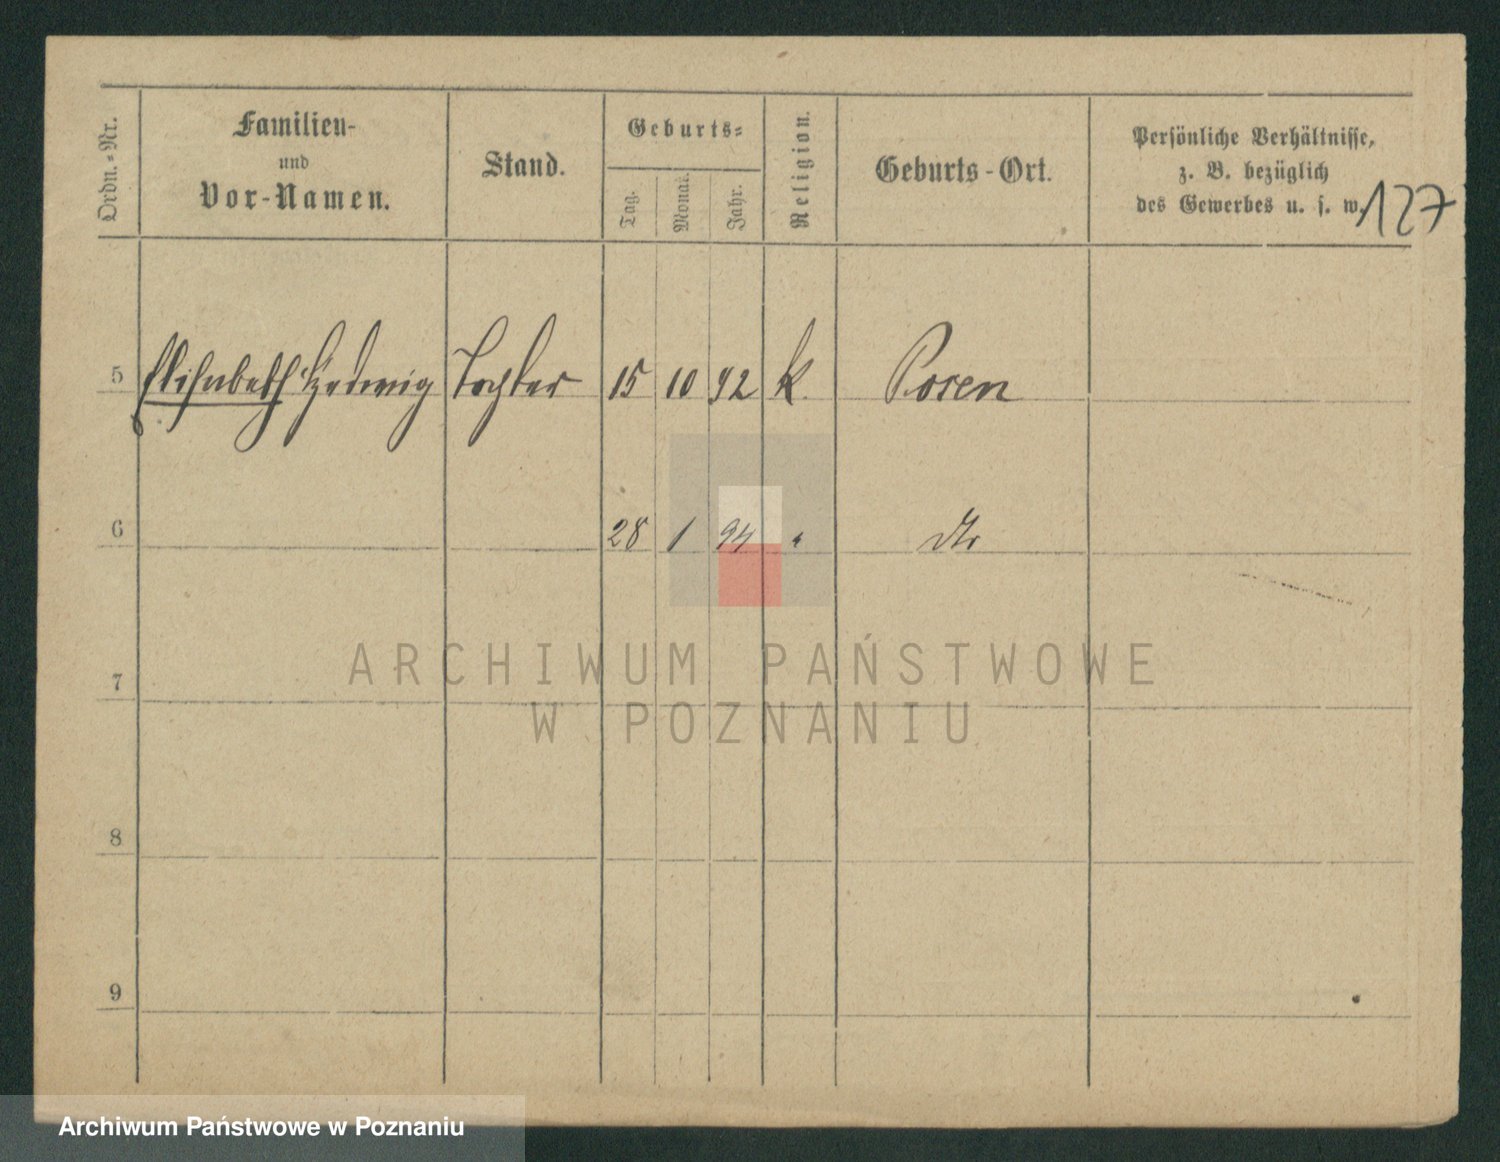 Ordn.-Nr.
Familien-
und
Vor-Namen.
Stand.
Geburts-
Tag.
Monat.
Jahr.
Religion.
Geburts-Ort.
Persönliche Verhältnisse,
z. B. bezüglich
des Gewerbes u. s. w.
127
5 Elisabeth Hedwig Tochter 15 10 92 k. Posen
6 28 1 94 " dto
7
8
9
ARCHIWUM PAŃSTWOWE
W POZNANIU
Archiwum Państwowe w Poznaniu